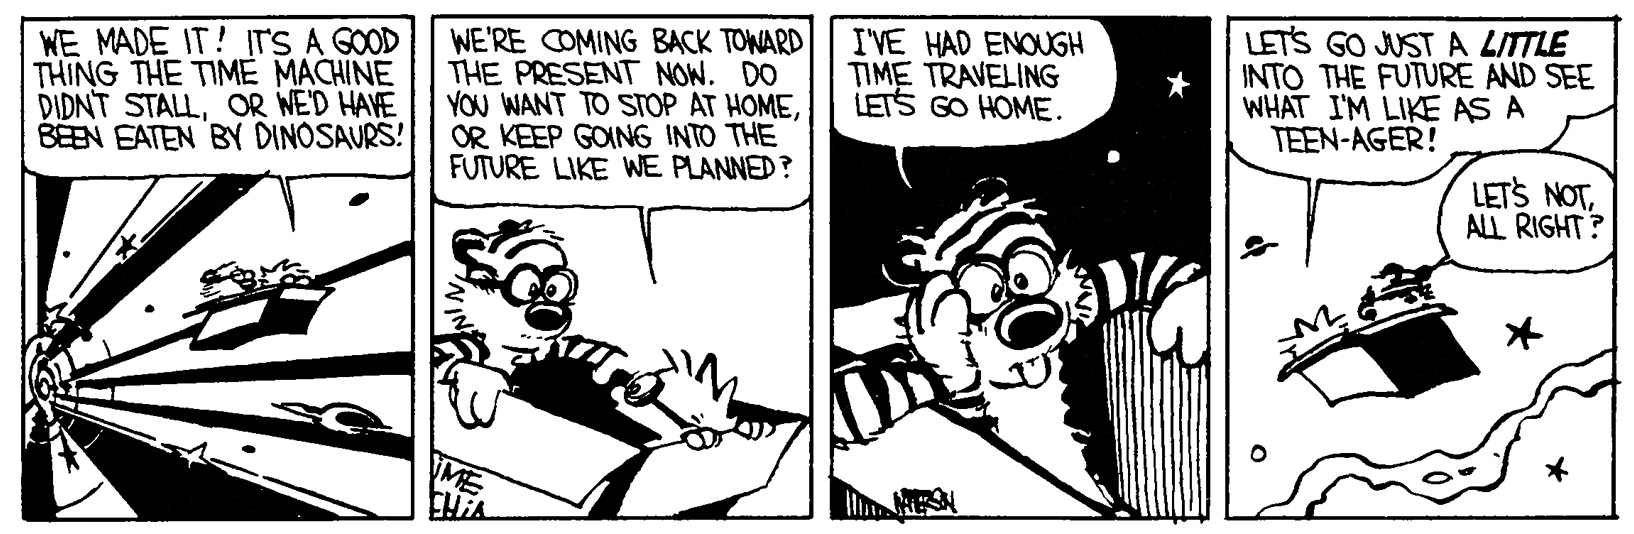 WE MADE IT! IT'S A GOOD
THING THE TIME MACHINE
DIDN'T STALL, OR WE'D HAVE
BEEN EATEN BY DINOSAURS!
WE'RE COMING BACK TOWARD
THE PRESENT NOW. DO
YOU WANT TO STOP AT HOME,
OR KEEP GOING INTO THE
FUTURE LIKE WE PLANNED?
IME
I'VE HAD ENOUGH
TIME TRAVELING
LET'S GO HOME.
WATTERSON
LET'S GO JUST A LITTLE
INTO THE FUTURE AND SEE
WHAT I'M LIKE AS A
TEEN-AGER!
LET'S NOT,
ALL RIGHT?